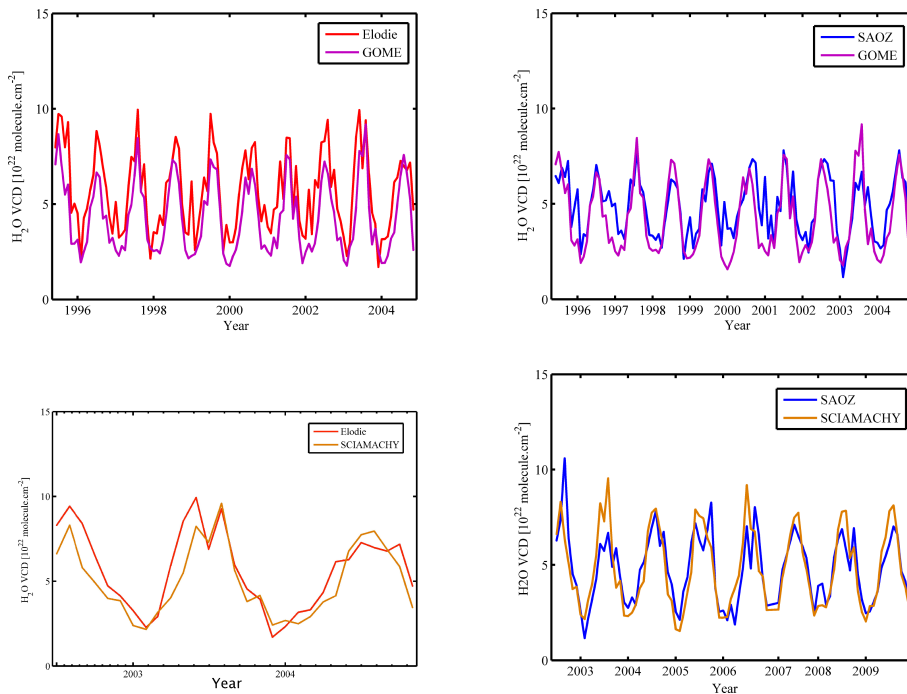 15
10
5
0
H2O VCD [10^22 molecule.cm^-2]
Elodie
GOME
1996
1998
2000
2002
2004
Year
15
10
5
0
H2O VCD [10^22 molecule.cm^-2]
SAOZ
GOME
1996
1997
1998
1999
2000
2001
2002
2003
2004
Year
15
10
5
0
H2O VCD [10^22 molecule.cm^-2]
Elodie
SCIAMACHY
2003
2004
Year
15
10
5
0
H2O VCD [10^22 molecule.cm^-2]
SAOZ
SCIAMACHY
2003
2004
2005
2006
2007
2008
2009
Year